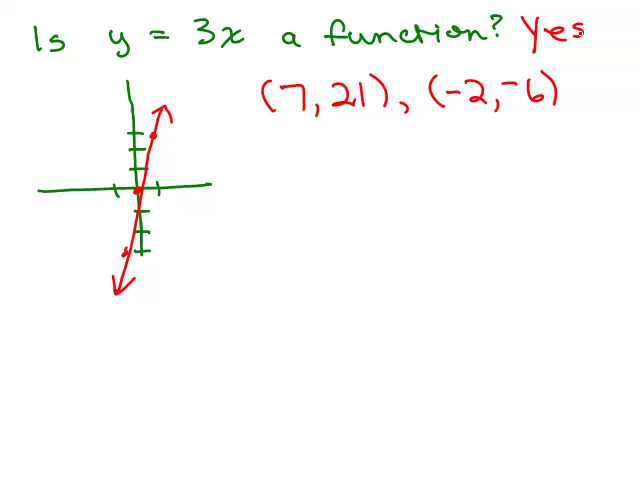 Is y = 3x a function? Yes
(7, 21), (-2, -6)